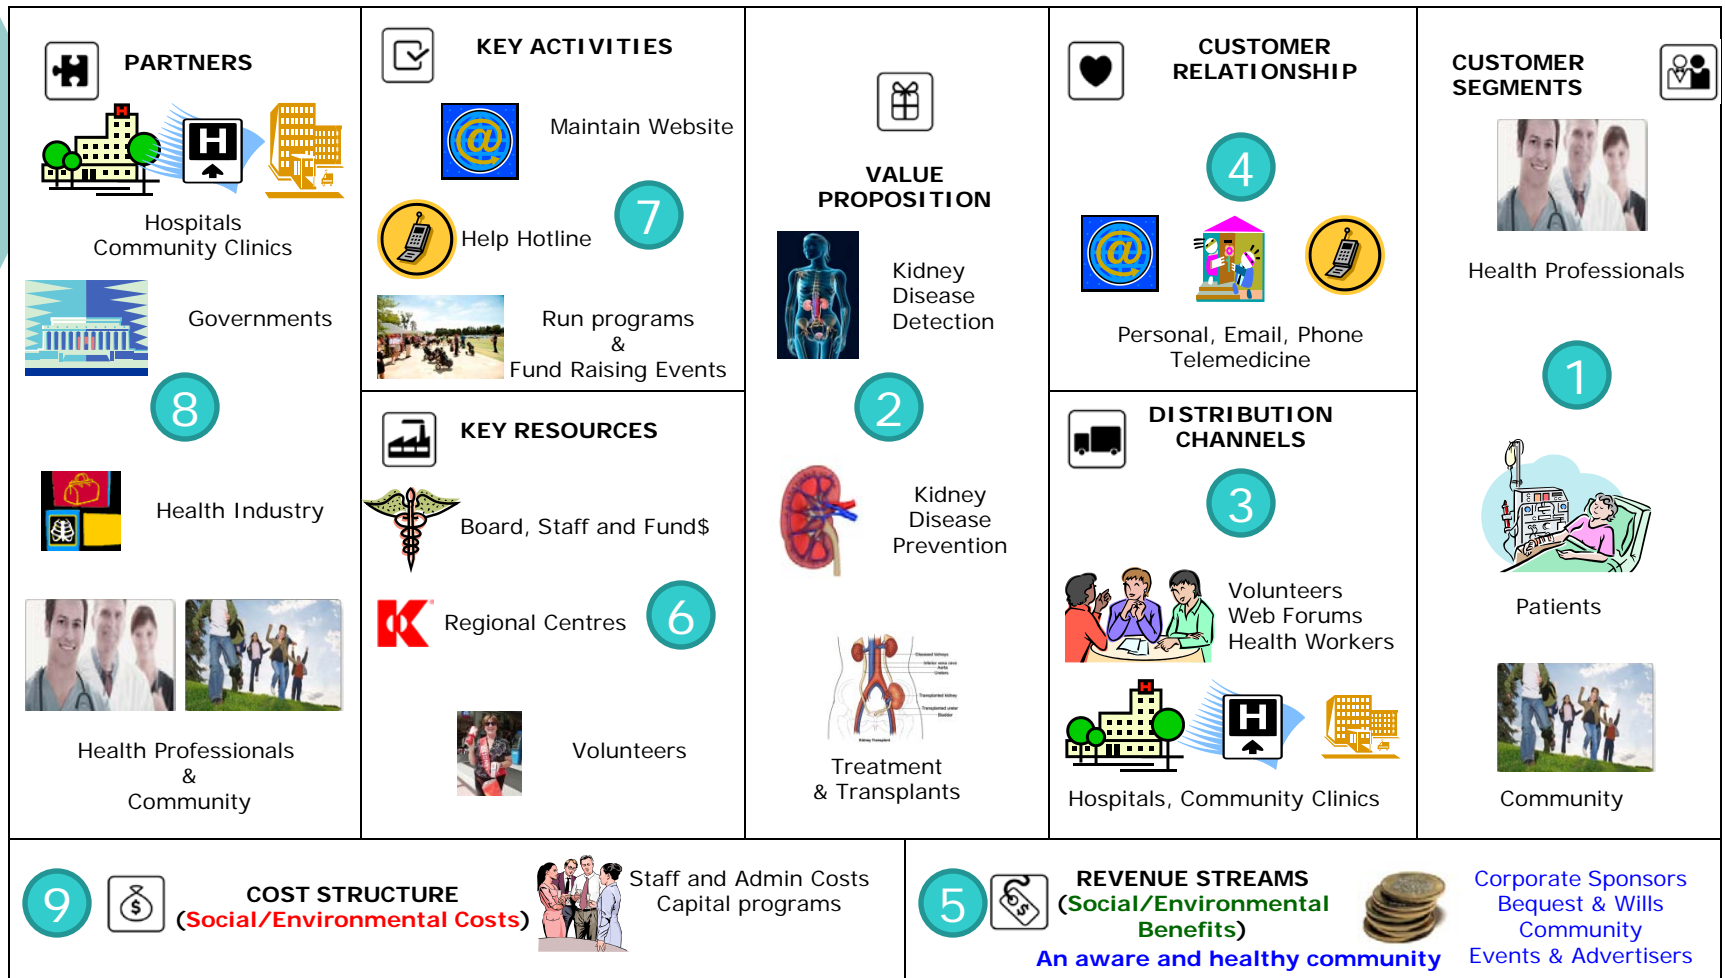 PARTNERS
H
H
Hospitals
Community Clinics
Governments
8
Health Industry
Health Professionals
&
Community
KEY ACTIVITIES
@
Maintain Website
7
Help Hotline
Run programs
&
Fund Raising Events
KEY RESOURCES
Board, Staff and Fund$
K
Regional Centres
6
Volunteers
VALUE
PROPOSITION
Kidney
Disease
Detection
2
Kidney
Disease
Prevention
Treatment
& Transplants
CUSTOMER
RELATIONSHIP
4
@
Personal, Email, Phone
Telemedicine
DISTRIBUTION
CHANNELS
3
Volunteers
Web Forums
Health Workers
H
H
Hospitals, Community Clinics
CUSTOMER
SEGMENTS
Health Professionals
1
Patients
Community
9
$
COST STRUCTURE
(Social/Environmental Costs)
Staff and Admin Costs
Capital programs
5
$
REVENUE STREAMS
(Social/Environmental
Benefits)
An aware and healthy community
Corporate Sponsors
Bequest & Wills
Community
Events & Advertisers